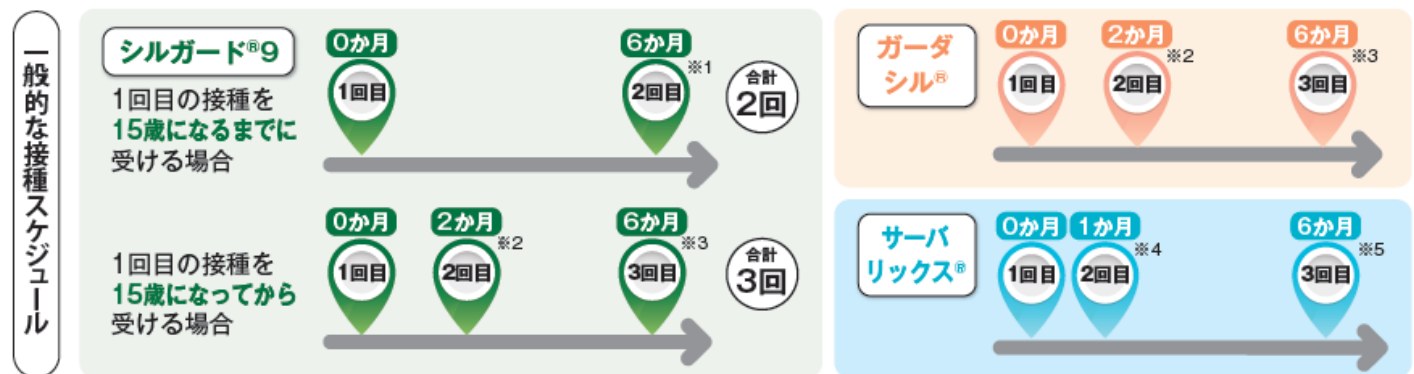 一般的な接種スケジュール
シルガード®9
1回目の接種を
15歳になるまでに
受ける場合
0か月
1回目
6か月
※1
2回目
合計
2回
1回目の接種を
15歳になってから
受ける場合
0か月
1回目
2か月
※2
2回目
6か月
※3
3回目
合計
3回
ガーダ
シル®
0か月
1回目
2か月
※2
2回目
6か月
※3
3回目
サーバ
リックス®
0か月
1回目
1か月
※4
2回目
6か月
※5
3回目